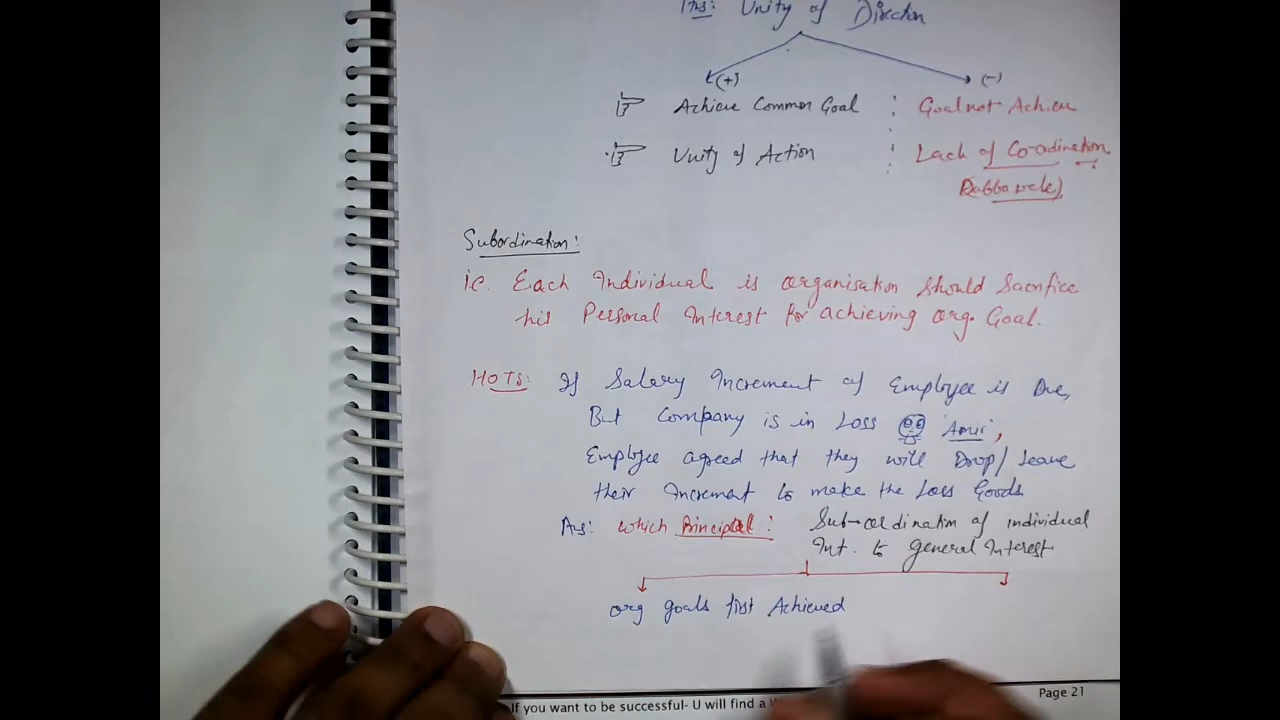 Ans: Unity of Direction
(+) (-)
Achieve Common Goal : Goal not Achieve
Unity of Action : Lack of Co-ordination
(Dabbawale)
Subordination:
ie. Each Individual is organisation should Sacrifice
his Personal Interest for achieving org. Goal.
HOTS: If Salary Increment of Employee is Due,
But Company is in Loss 'Amir',
Employee agreed that they will Drop/Leave
their Increment to make the Loss Goods.
Ans: which Principal: Sub-cordination of individual
Int. to general Interest
org goals first Achieved
If you want to be successful- U will find a
Page 21